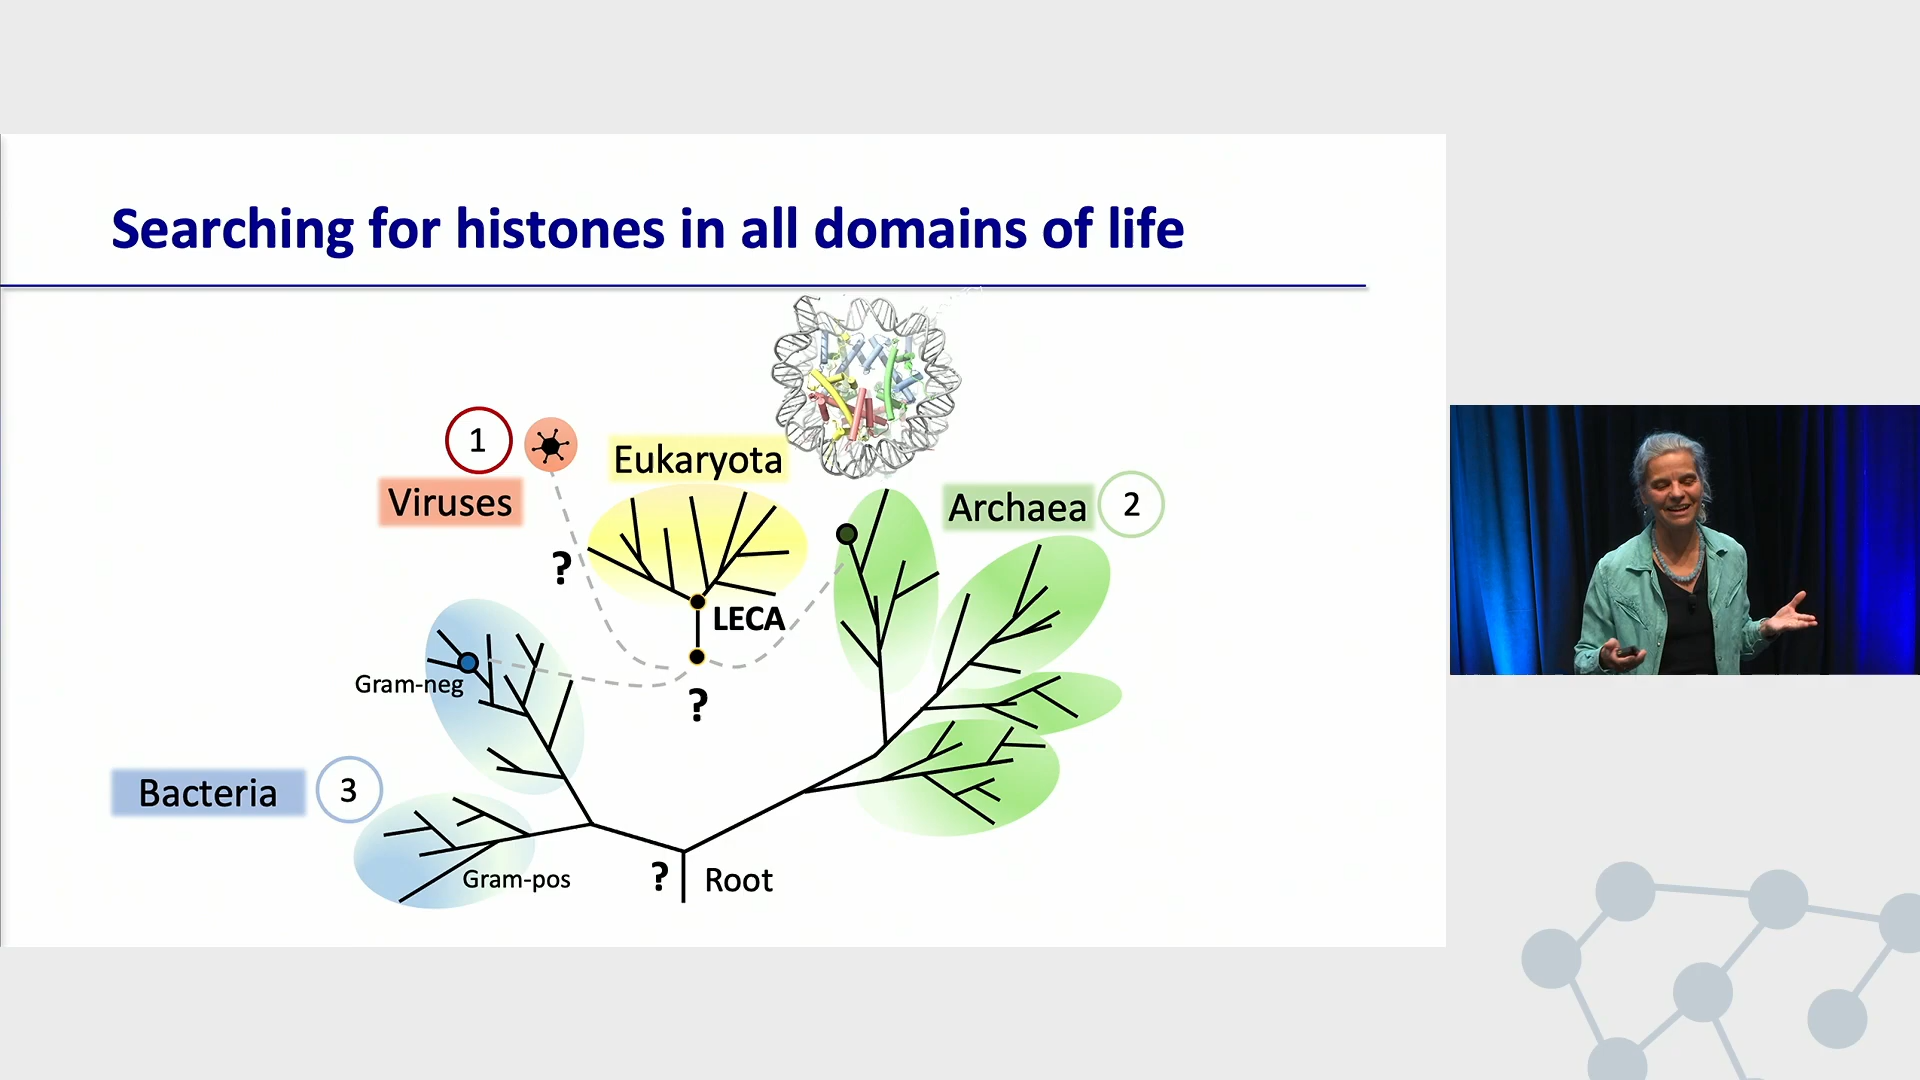 Searching for histones in all domains of life
1
Viruses
Eukaryota
Archaea
2
?
LECA
Gram-neg
?
Bacteria
3
Gram-pos
?
Root